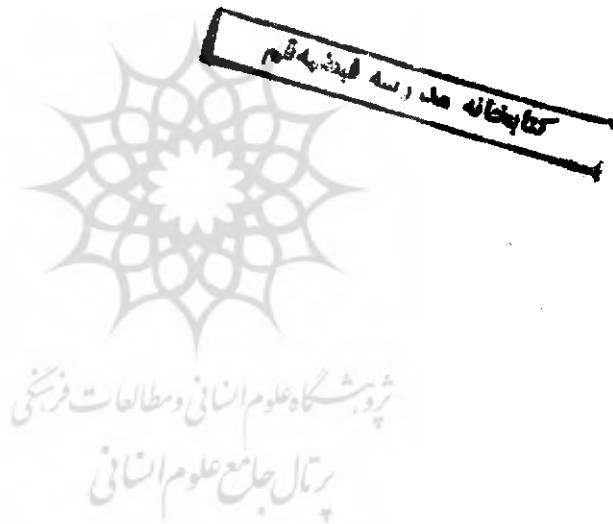 کتابخانه مدرسه فیضیه قم
پژوهشگاه علوم انسانی و مطالعات فرهنگی
پرتال جامع علوم انسانی